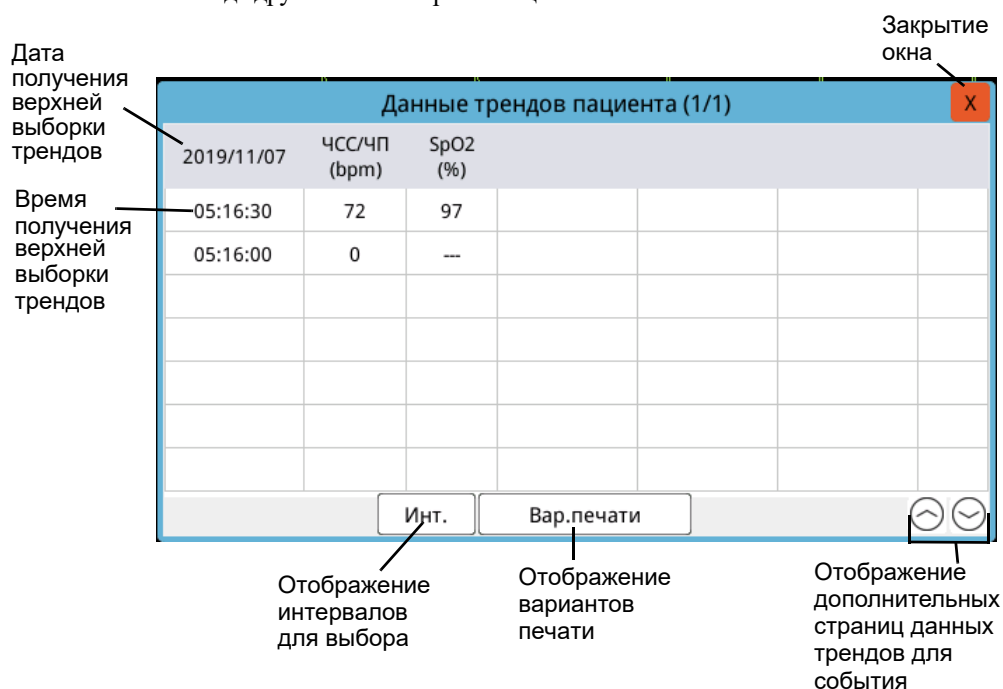 Закрытие
окна
Дата
получения
верхней
выборки
трендов
Данные трендов пациента (1/1)
X
2019/11/07
ЧСС/ЧП
(bpm)
SpO2
(%)
Время
получения
верхней
выборки
трендов
05:16:30 72 97
05:16:00 0 ---
Инт.
Вар.печати
Отображение
интервалов
для выбора
Отображение
вариантов
печати
Отображение
дополнительных
страниц данных
трендов для
события